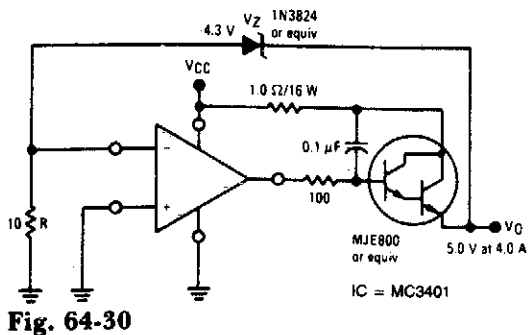 1N3824
VZ
4.3 V
or equiv
VCC
1.0 Ω/16 W
0.1 µF
−
+
10
R
100
MJE800
or equiv
VO
5.0 V at 4.0 A
IC = MC3401
Fig. 64-30